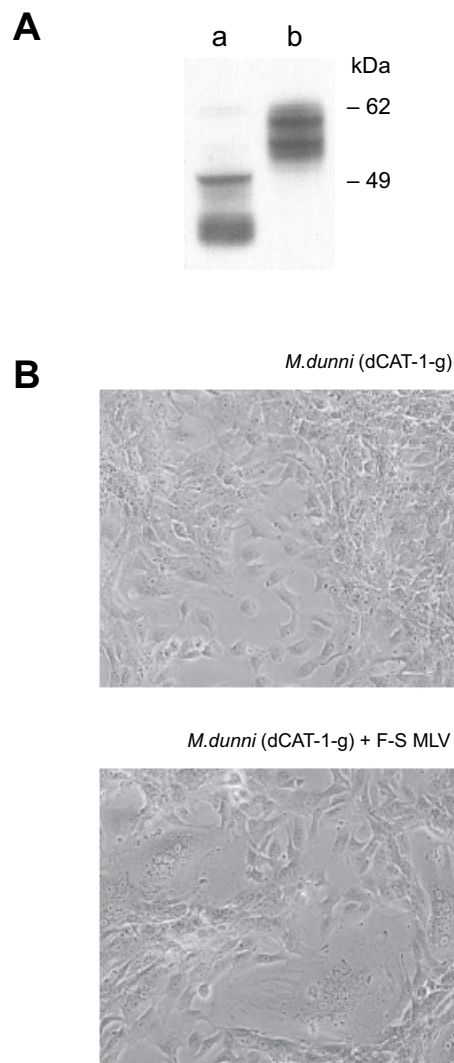 A
a b
kDa
– 62
– 49
B
M.dunni (dCAT-1-g)
M.dunni (dCAT-1-g) + F-S MLV